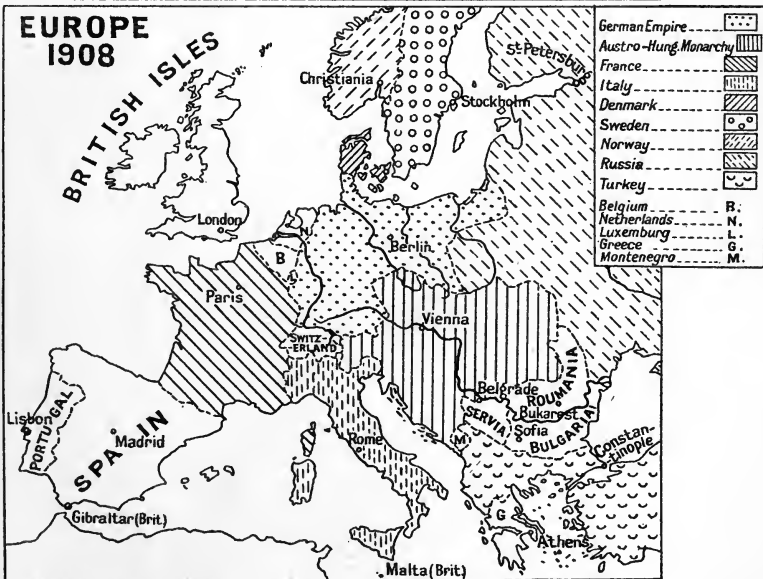 EUROPE
1908
BRITISH ISLES
Christiania
St Petersburg
Stockholm
London
N
Berlin
B
Paris
Vienna
SWITZ-
ERLAND
Belgrade
ROUMANIA
Bukarest
SERVIA
Sofia
BULGARIA
Constan-
tinople
Lisbon
PORTUGAL
SPAIN
Madrid
Rome
M
G
Athens
Gibraltar (Brit.)
Malta (Brit.)
German Empire
Austro-Hung. Monarchy
France
Italy
Denmark
Sweden
Norway
Russia
Turkey
Belgium B.
Netherlands N.
Luxemburg L.
Greece G.
Montenegro M.